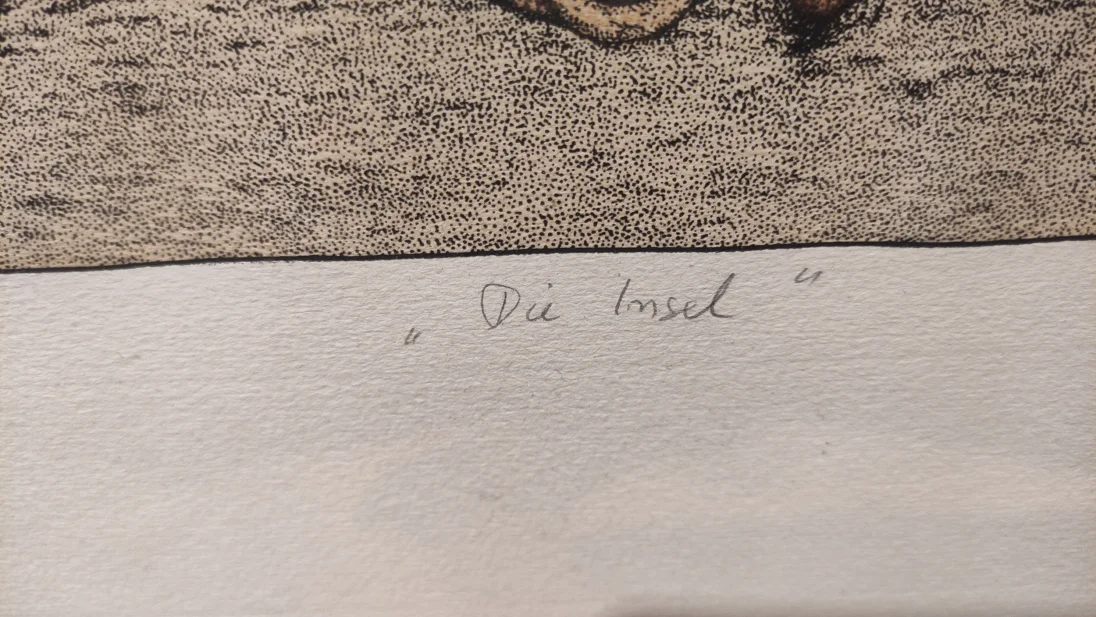 „ Die Insel “